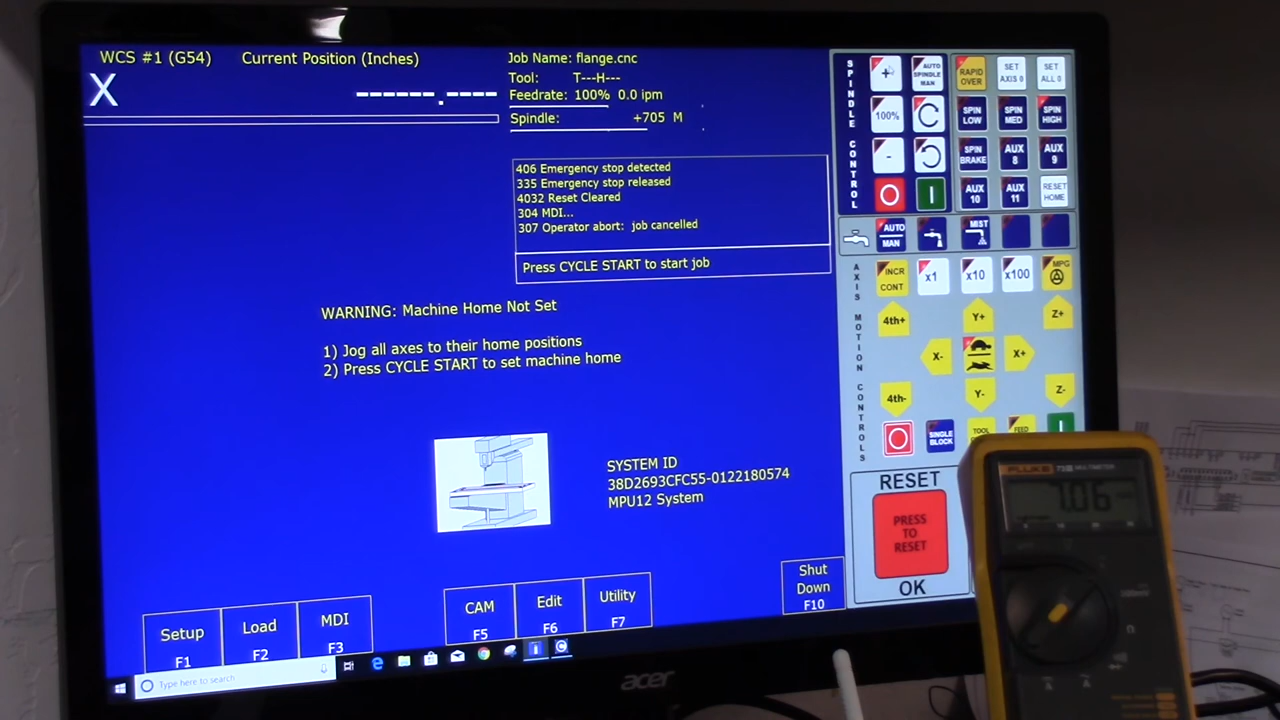 WCS #1 (G54)
Current Position (Inches)
X
------.----
Job Name: flange.cnc
Tool: T---H---
Feedrate: 100% 0.0 ipm
Spindle: +705 M
406 Emergency stop detected
335 Emergency stop released
4032 Reset Cleared
304 MDI...
307 Operator abort: job cancelled
Press CYCLE START to start job
WARNING: Machine Home Not Set
1) Jog all axes to their home positions
2) Press CYCLE START to set machine home
SYSTEM ID
38D2693CFC55-0122180574
MPU12 System
Setup
F1
Load
F2
MDI
F3
CAM
F5
Edit
F6
Utility
F7
Shut
Down
F10
Type here to search
acer
SPINDLE CONTROL
+
AUTO
SPINDLE
MAN
100%
-
RAPID
OVER
SET
AXIS 0
SET
ALL 0
SPIN
LOW
SPIN
MED
SPIN
HIGH
SPIN
BRAKE
AUX
8
AUX
9
AUX
10
AUX
11
RESET
HOME
AUTO
MAN
MIST
AXIS MOTION CONTROLS
INCR
CONT
x1
x10
x100
MPG
4th+
Y+
Z+
X-
X+
4th-
Y-
Z-
SINGLE
BLOCK
TOOL
FEED
RESET
PRESS
TO
RESET
OK
FLUKE
MULTIMETER
7.06